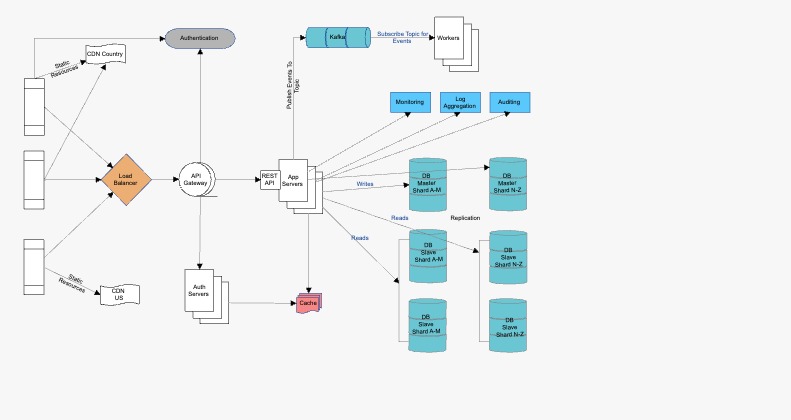 Authentication
Kafka
Subscribe Topic for
Events
Workers
CDN Country
Static
Resources
Publish Events To
Topic
Monitoring
Log
Aggregation
Auditing
Load
Balancer
API
Gateway
REST
API
App
Servers
DB
Master
Shard A-M
DB
Master
Shard N-Z
Writes
Reads
Replication
Reads
DB
Slave
Shard A-M
DB
Slave
Shard N-Z
Static
Resources
CDN
US
Auth
Servers
Cache
DB
Slave
Shard A-M
DB
Slave
Shard N-Z